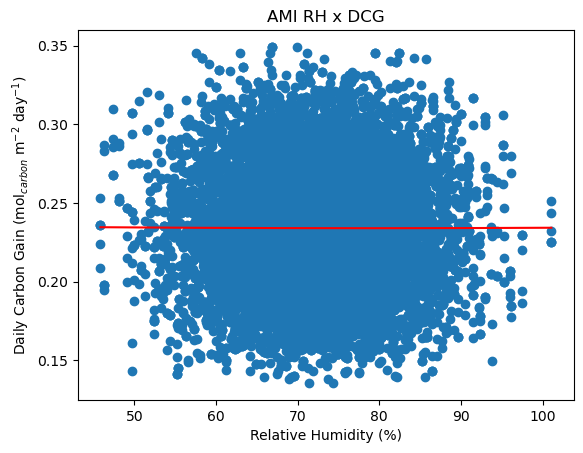 AMI RH x DCG
Daily Carbon Gain (mol$_{carbon}$ m$^{-2}$ day$^{-1}$)
0.35
0.30
0.25
0.20
0.15
50 60 70 80 90 100
Relative Humidity (%)